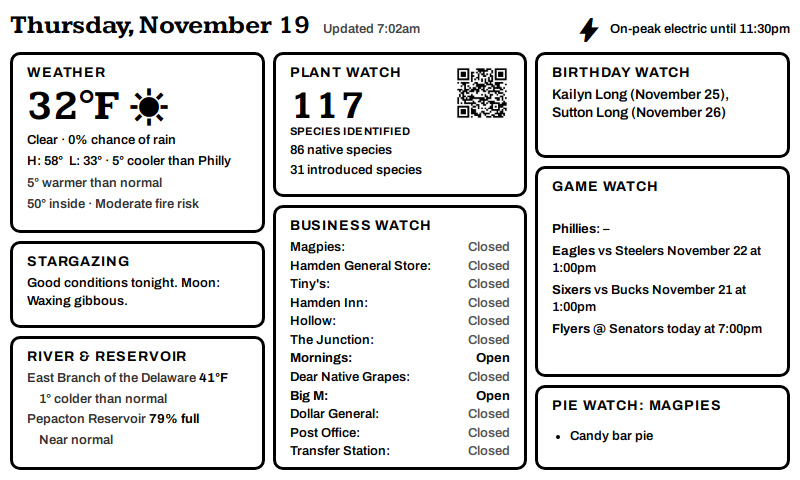 Thursday, November 19 Updated 7:02am
On-peak electric until 11:30pm
WEATHER
32°F
Clear · 0% chance of rain
H: 58° L: 33° · 5° cooler than Philly
5° warmer than normal
50° inside · Moderate fire risk
STARGAZING
Good conditions tonight. Moon:
Waxing gibbous.
RIVER & RESERVOIR
East Branch of the Delaware 41°F
1° colder than normal
Pepacton Reservoir 79% full
Near normal
PLANT WATCH
117
SPECIES IDENTIFIED
86 native species
31 introduced species
BUSINESS WATCH
Magpies: Closed
Hamden General Store: Closed
Tiny's: Closed
Hamden Inn: Closed
Hollow: Closed
The Junction: Closed
Mornings: Open
Dear Native Grapes: Closed
Big M: Open
Dollar General: Closed
Post Office: Closed
Transfer Station: Closed
BIRTHDAY WATCH
Kailyn Long (November 25),
Sutton Long (November 26)
GAME WATCH
Phillies: –
Eagles vs Steelers November 22 at
1:00pm
Sixers vs Bucks November 21 at
1:00pm
Flyers @ Senators today at 7:00pm
PIE WATCH: MAGPIES
• Candy bar pie